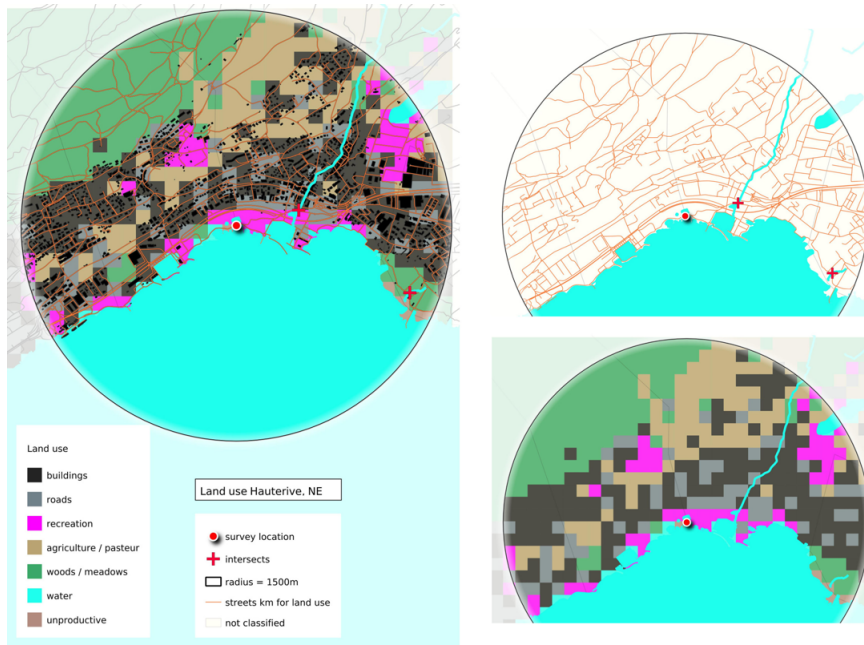 Land use
buildings
roads
recreation
agriculture / pasteur
woods / meadows
water
unproductive
Land use Hauterive, NE
survey location
intersects
radius = 1500m
streets km for land use
not classified